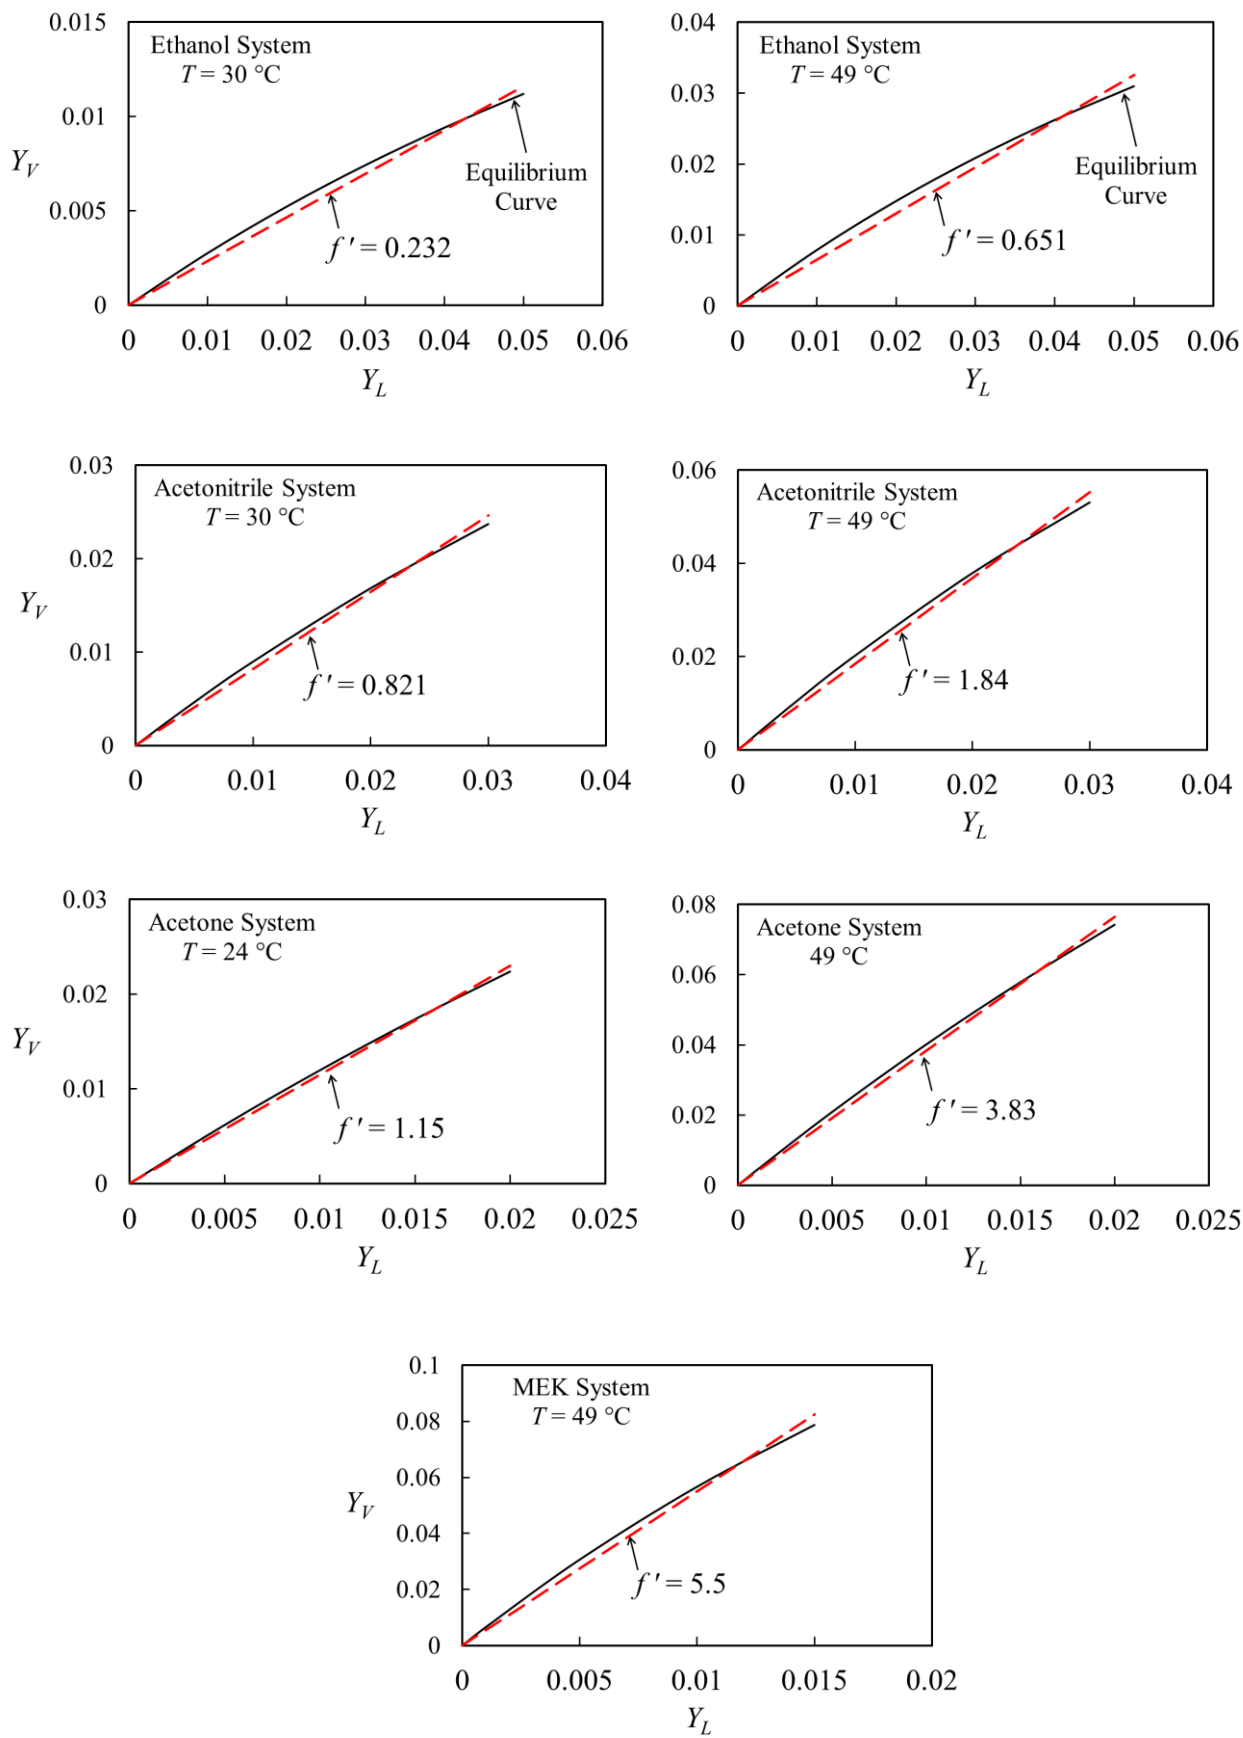 0.015
Ethanol System
T = 30 °C
0.01
Y_V
0.005
0
Equilibrium
Curve
f ′ = 0.232
0 0.01 0.02 0.03 0.04 0.05 0.06
Y_L
0.04
Ethanol System
T = 49 °C
0.03
0.02
0.01
0
Equilibrium
Curve
f ′ = 0.651
0 0.01 0.02 0.03 0.04 0.05 0.06
Y_L
0.03
Acetonitrile System
T = 30 °C
0.02
Y_V
0.01
0
f ′ = 0.821
0 0.01 0.02 0.03 0.04
Y_L
0.06
Acetonitrile System
T = 49 °C
0.04
0.02
0
f ′ = 1.84
0 0.01 0.02 0.03 0.04
Y_L
0.03
Acetone System
T = 24 °C
0.02
Y_V
0.01
0
f ′ = 1.15
0 0.005 0.01 0.015 0.02 0.025
Y_L
0.08
Acetone System
49 °C
0.06
0.04
0.02
0
f ′ = 3.83
0 0.005 0.01 0.015 0.02 0.025
Y_L
0.1
MEK System
T = 49 °C
0.08
0.06
Y_V
0.04
0.02
0
f ′ = 5.5
0 0.005 0.01 0.015 0.02
Y_L